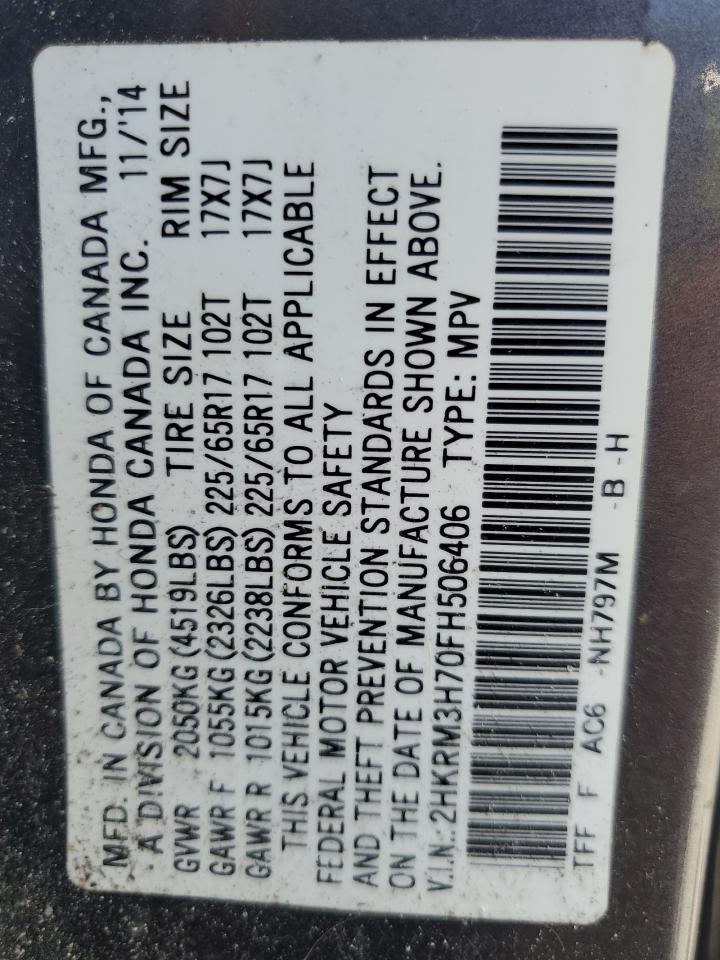 MFD. IN CANADA BY HONDA OF CANADA MFG.,
A DIVISION OF HONDA CANADA INC. 11/'14
GVWR 2050KG (4519LBS) TIRE SIZE RIM SIZE
GAWR F 1055KG (2326LBS) 225/65R17 102T 17X7J
GAWR R 1015KG (2238LBS) 225/65R17 102T 17X7J
THIS VEHICLE CONFORMS TO ALL APPLICABLE
FEDERAL MOTOR VEHICLE SAFETY
AND THEFT PREVENTION STANDARDS IN EFFECT
ON THE DATE OF MANUFACTURE SHOWN ABOVE.
V.I.N.:2HKRM3H70FH506406 TYPE: MPV
TFF F AC6 -NH797M -B -H